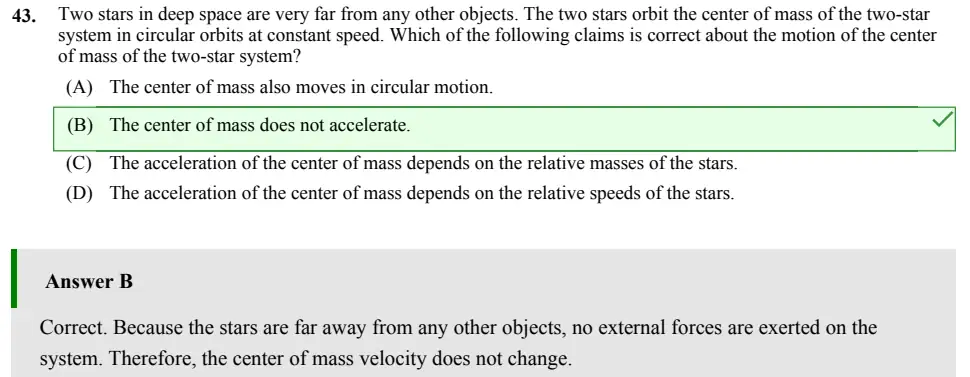 43. Two stars in deep space are very far from any other objects. The two stars orbit the center of mass of the two-star
system in circular orbits at constant speed. Which of the following claims is correct about the motion of the center
of mass of the two-star system?
(A) The center of mass also moves in circular motion.
(B) The center of mass does not accelerate.
(C) The acceleration of the center of mass depends on the relative masses of the stars.
(D) The acceleration of the center of mass depends on the relative speeds of the stars.
Answer B
Correct. Because the stars are far away from any other objects, no external forces are exerted on the
system. Therefore, the center of mass velocity does not change.